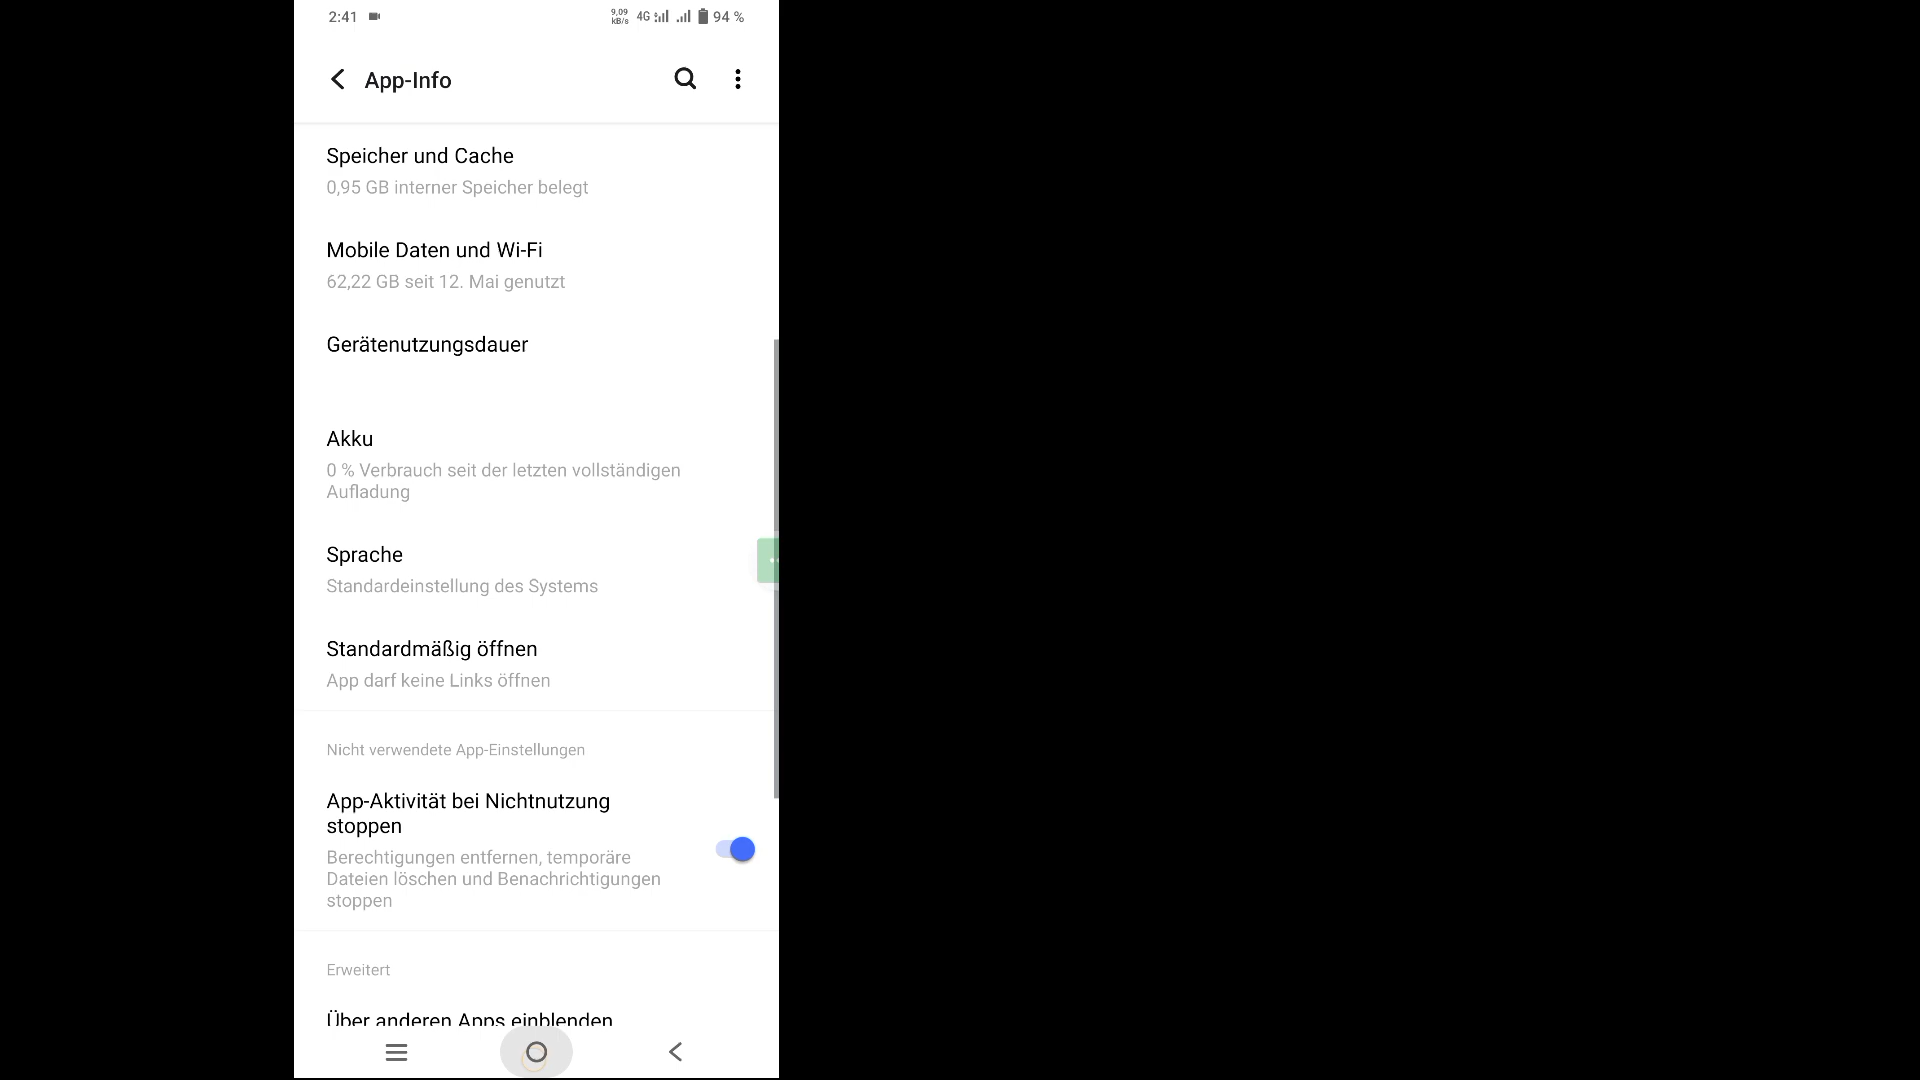 2:41 9,09 kB/s 4G 94 %
App-Info
Speicher und Cache
0,95 GB interner Speicher belegt
Mobile Daten und Wi-Fi
62,22 GB seit 12. Mai genutzt
Gerätenutzungsdauer
Akku
0 % Verbrauch seit der letzten vollständigen
Aufladung
Sprache
Standardeinstellung des Systems
Standardmäßig öffnen
App darf keine Links öffnen
Nicht verwendete App-Einstellungen
App-Aktivität bei Nichtnutzung
stoppen
Berechtigungen entfernen, temporäre
Dateien löschen und Benachrichtigungen
stoppen
Erweitert
Über anderen Apps einblenden